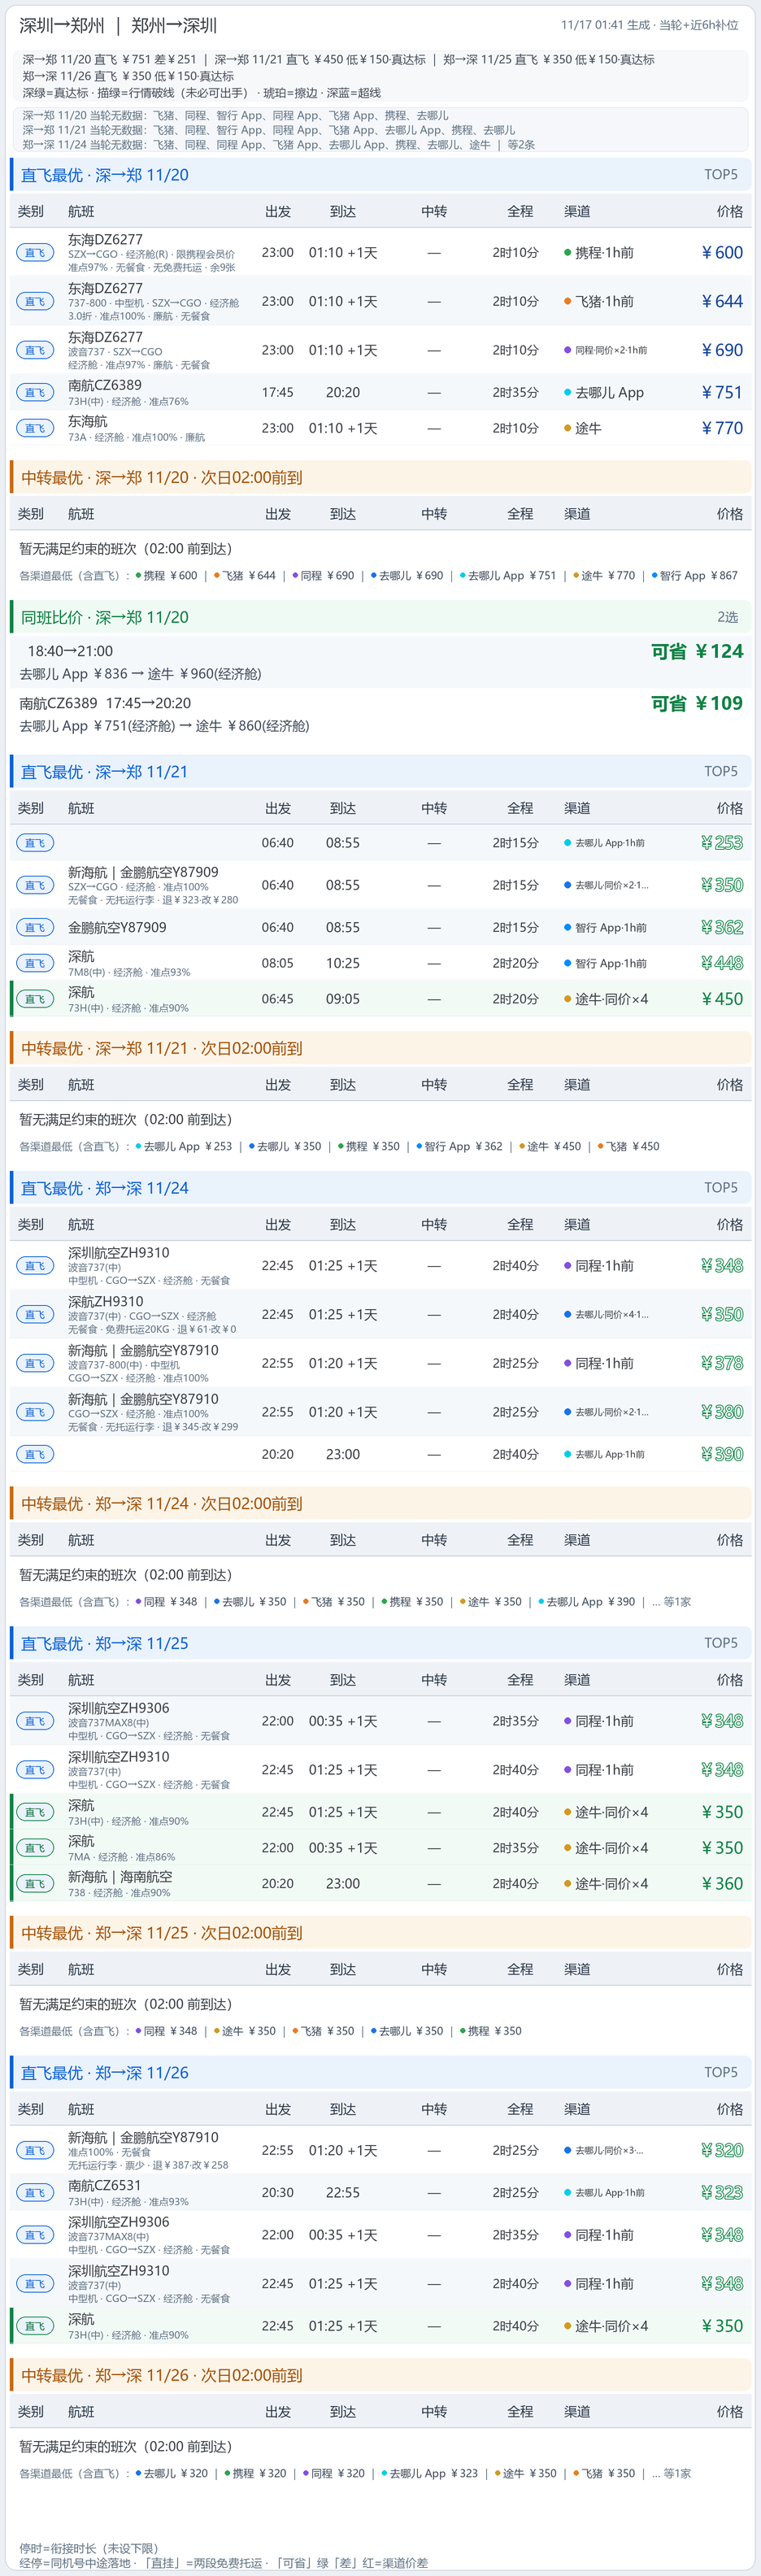 深圳→郑州 | 郑州→深圳 11/17 01:41 生成 · 当轮+近6h补位
深→郑 11/20 直飞 ￥751 差￥251 | 深→郑 11/21 直飞 ￥450 低￥150·真达标 | 郑→深 11/25 直飞 ￥350 低￥150·真达标
郑→深 11/26 直飞 ￥350 低￥150·真达标
深绿=真达标 · 描绿=行情破线（未必可出手） · 琥珀=擦边 · 深蓝=超线
深→郑 11/20 当轮无数据：飞猪、同程、智行 App、同程 App、飞猪 App、携程、去哪儿
深→郑 11/21 当轮无数据：飞猪、同程、智行 App、同程 App、飞猪 App、去哪儿 App、携程、去哪儿
郑→深 11/24 当轮无数据：飞猪、同程、同程 App、飞猪 App、去哪儿 App、携程、去哪儿、途牛 | 等2条
直飞最优 · 深→郑 11/20 TOP5
类别 航班 出发 到达 中转 全程 渠道 价格
东海DZ6277
直飞 SZX→CGO · 经济舱(R) · 限携程会员价 23:00 01:10 +1天 — 2时10分 携程·1h前 ￥600
准点97% · 无餐食 · 无免费托运 · 余9张
东海DZ6277
直飞 737-800 · 中型机 · SZX→CGO · 经济舱 23:00 01:10 +1天 — 2时10分 飞猪·1h前 ￥644
3.0折 · 准点100% · 廉航 · 无餐食
东海DZ6277
直飞 波音737 · SZX→CGO 23:00 01:10 +1天 — 2时10分 同程·同价×2·1h前 ￥690
经济舱 · 准点97% · 廉航 · 无餐食
南航CZ6389
直飞 17:45 20:20 — 2时35分 去哪儿 App ￥751
73H(中) · 经济舱 · 准点76%
东海航
直飞 23:00 01:10 +1天 — 2时10分 途牛 ￥770
73A · 经济舱 · 准点100% · 廉航
中转最优 · 深→郑 11/20 · 次日02:00前到
类别 航班 出发 到达 中转 全程 渠道 价格
暂无满足约束的班次（02:00 前到达）
各渠道最低（含直飞）： 携程 ￥600 | 飞猪 ￥644 | 同程 ￥690 | 去哪儿 ￥690 | 去哪儿 App ￥751 | 途牛 ￥770 | 智行 App ￥867
同班比价 · 深→郑 11/20 2选
18:40→21:00 可省 ￥124
去哪儿 App ￥836 → 途牛 ￥960(经济舱)
南航CZ6389 17:45→20:20 可省 ￥109
去哪儿 App ￥751(经济舱) → 途牛 ￥860(经济舱)
直飞最优 · 深→郑 11/21 TOP5
类别 航班 出发 到达 中转 全程 渠道 价格
直飞 06:40 08:55 — 2时15分 去哪儿 App·1h前 ￥253
新海航 | 金鹏航空Y87909
直飞 SZX→CGO · 经济舱 · 准点100% 06:40 08:55 — 2时15分 去哪儿·同价×2·1... ￥350
无餐食 · 无托运行李 · 退￥323·改￥280
直飞 金鹏航空Y87909 06:40 08:55 — 2时15分 智行 App·1h前 ￥362
深航
直飞 08:05 10:25 — 2时20分 智行 App·1h前 ￥448
7M8(中) · 经济舱 · 准点93%
深航
直飞 06:45 09:05 — 2时20分 途牛·同价×4 ￥450
73H(中) · 经济舱 · 准点90%
中转最优 · 深→郑 11/21 · 次日02:00前到
类别 航班 出发 到达 中转 全程 渠道 价格
暂无满足约束的班次（02:00 前到达）
各渠道最低（含直飞）： 去哪儿 App ￥253 | 去哪儿 ￥350 | 携程 ￥350 | 智行 App ￥362 | 途牛 ￥450 | 飞猪 ￥450
直飞最优 · 郑→深 11/24 TOP5
类别 航班 出发 到达 中转 全程 渠道 价格
深圳航空ZH9310
直飞 波音737(中) 22:45 01:25 +1天 — 2时40分 同程·1h前 ￥348
中型机 · CGO→SZX · 经济舱 · 无餐食
深航ZH9310
直飞 波音737(中) · CGO→SZX · 经济舱 22:45 01:25 +1天 — 2时40分 去哪儿·同价×4·1... ￥350
无餐食 · 免费托运20KG · 退￥61·改￥0
新海航 | 金鹏航空Y87910
直飞 波音737-800(中) · 中型机 22:55 01:20 +1天 — 2时25分 同程·1h前 ￥378
CGO→SZX · 经济舱 · 准点100%
新海航 | 金鹏航空Y87910
直飞 CGO→SZX · 经济舱 · 准点100% 22:55 01:20 +1天 — 2时25分 去哪儿·同价×2·1... ￥380
无餐食 · 无托运行李 · 退￥345·改￥299
直飞 20:20 23:00 — 2时40分 去哪儿 App·1h前 ￥390
中转最优 · 郑→深 11/24 · 次日02:00前到
类别 航班 出发 到达 中转 全程 渠道 价格
暂无满足约束的班次（02:00 前到达）
各渠道最低（含直飞）： 同程 ￥348 | 去哪儿 ￥350 | 飞猪 ￥350 | 携程 ￥350 | 途牛 ￥350 | 去哪儿 App ￥390 | ... 等1家
直飞最优 · 郑→深 11/25 TOP5
类别 航班 出发 到达 中转 全程 渠道 价格
深圳航空ZH9306
直飞 波音737MAX8(中) 22:00 00:35 +1天 — 2时35分 同程·1h前 ￥348
中型机 · CGO→SZX · 经济舱 · 无餐食
深圳航空ZH9310
直飞 波音737(中) 22:45 01:25 +1天 — 2时40分 同程·1h前 ￥348
中型机 · CGO→SZX · 经济舱 · 无餐食
深航
直飞 22:45 01:25 +1天 — 2时40分 途牛·同价×4 ￥350
73H(中) · 经济舱 · 准点90%
深航
直飞 22:00 00:35 +1天 — 2时35分 途牛·同价×4 ￥350
7MA · 经济舱 · 准点86%
新海航 | 海南航空
直飞 20:20 23:00 — 2时40分 途牛·同价×4 ￥360
738 · 经济舱 · 准点90%
中转最优 · 郑→深 11/25 · 次日02:00前到
类别 航班 出发 到达 中转 全程 渠道 价格
暂无满足约束的班次（02:00 前到达）
各渠道最低（含直飞）： 同程 ￥348 | 途牛 ￥350 | 飞猪 ￥350 | 去哪儿 ￥350 | 携程 ￥350
直飞最优 · 郑→深 11/26 TOP5
类别 航班 出发 到达 中转 全程 渠道 价格
新海航 | 金鹏航空Y87910
直飞 准点100% · 无餐食 22:55 01:20 +1天 — 2时25分 去哪儿·同价×3·... ￥320
无托运行李 · 票少 · 退￥387·改￥258
南航CZ6531
直飞 20:30 22:55 — 2时25分 去哪儿 App·1h前 ￥323
73H(中) · 经济舱 · 准点93%
深圳航空ZH9306
直飞 波音737MAX8(中) 22:00 00:35 +1天 — 2时35分 同程·1h前 ￥348
中型机 · CGO→SZX · 经济舱 · 无餐食
深圳航空ZH9310
直飞 波音737(中) 22:45 01:25 +1天 — 2时40分 同程·1h前 ￥348
中型机 · CGO→SZX · 经济舱 · 无餐食
深航
直飞 22:45 01:25 +1天 — 2时40分 途牛·同价×4 ￥350
73H(中) · 经济舱 · 准点90%
中转最优 · 郑→深 11/26 · 次日02:00前到
类别 航班 出发 到达 中转 全程 渠道 价格
暂无满足约束的班次（02:00 前到达）
各渠道最低（含直飞）： 去哪儿 ￥320 | 携程 ￥320 | 同程 ￥320 | 去哪儿 App ￥323 | 途牛 ￥350 | 飞猪 ￥350 | ... 等1家
停时=衔接时长（未设下限）
经停=同机号中途落地 · 「直挂」=两段免费托运 · 「可省」绿「差」红=渠道价差